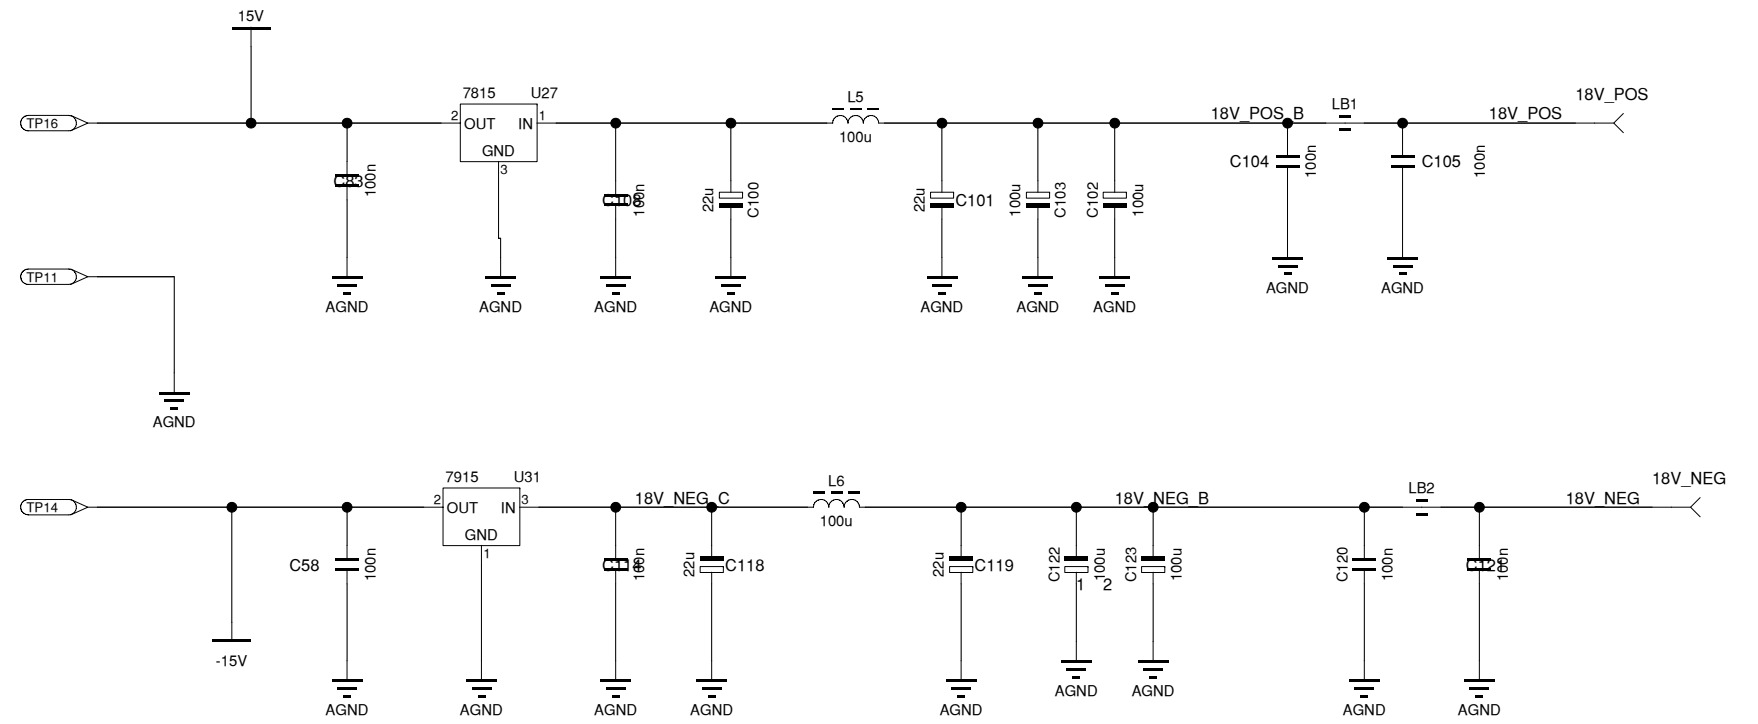 15V
18V_POS
7815 U27
L5
LB1
18V_POS_B
18V_POS
TP16
2 OUT IN 1
100u
GND
3
100n
C104 100n
C105 100n
100n
22u C100
22u C101
100u C103
C102 100u
TP11
AGND
AGND
AGND
AGND
AGND
AGND
AGND
AGND
AGND
AGND
7915 U31
L6
18V_NEG
LB2
18V_NEG_C
18V_NEG_B
18V_NEG
TP14
2 OUT IN 3
100u
GND
1
C58 100n
100n
22u C118
22u C119
C122 100u
1 2
C123 100u
C120 100n
100n
-15V
AGND
AGND
AGND
AGND
AGND
AGND
AGND
AGND
AGND